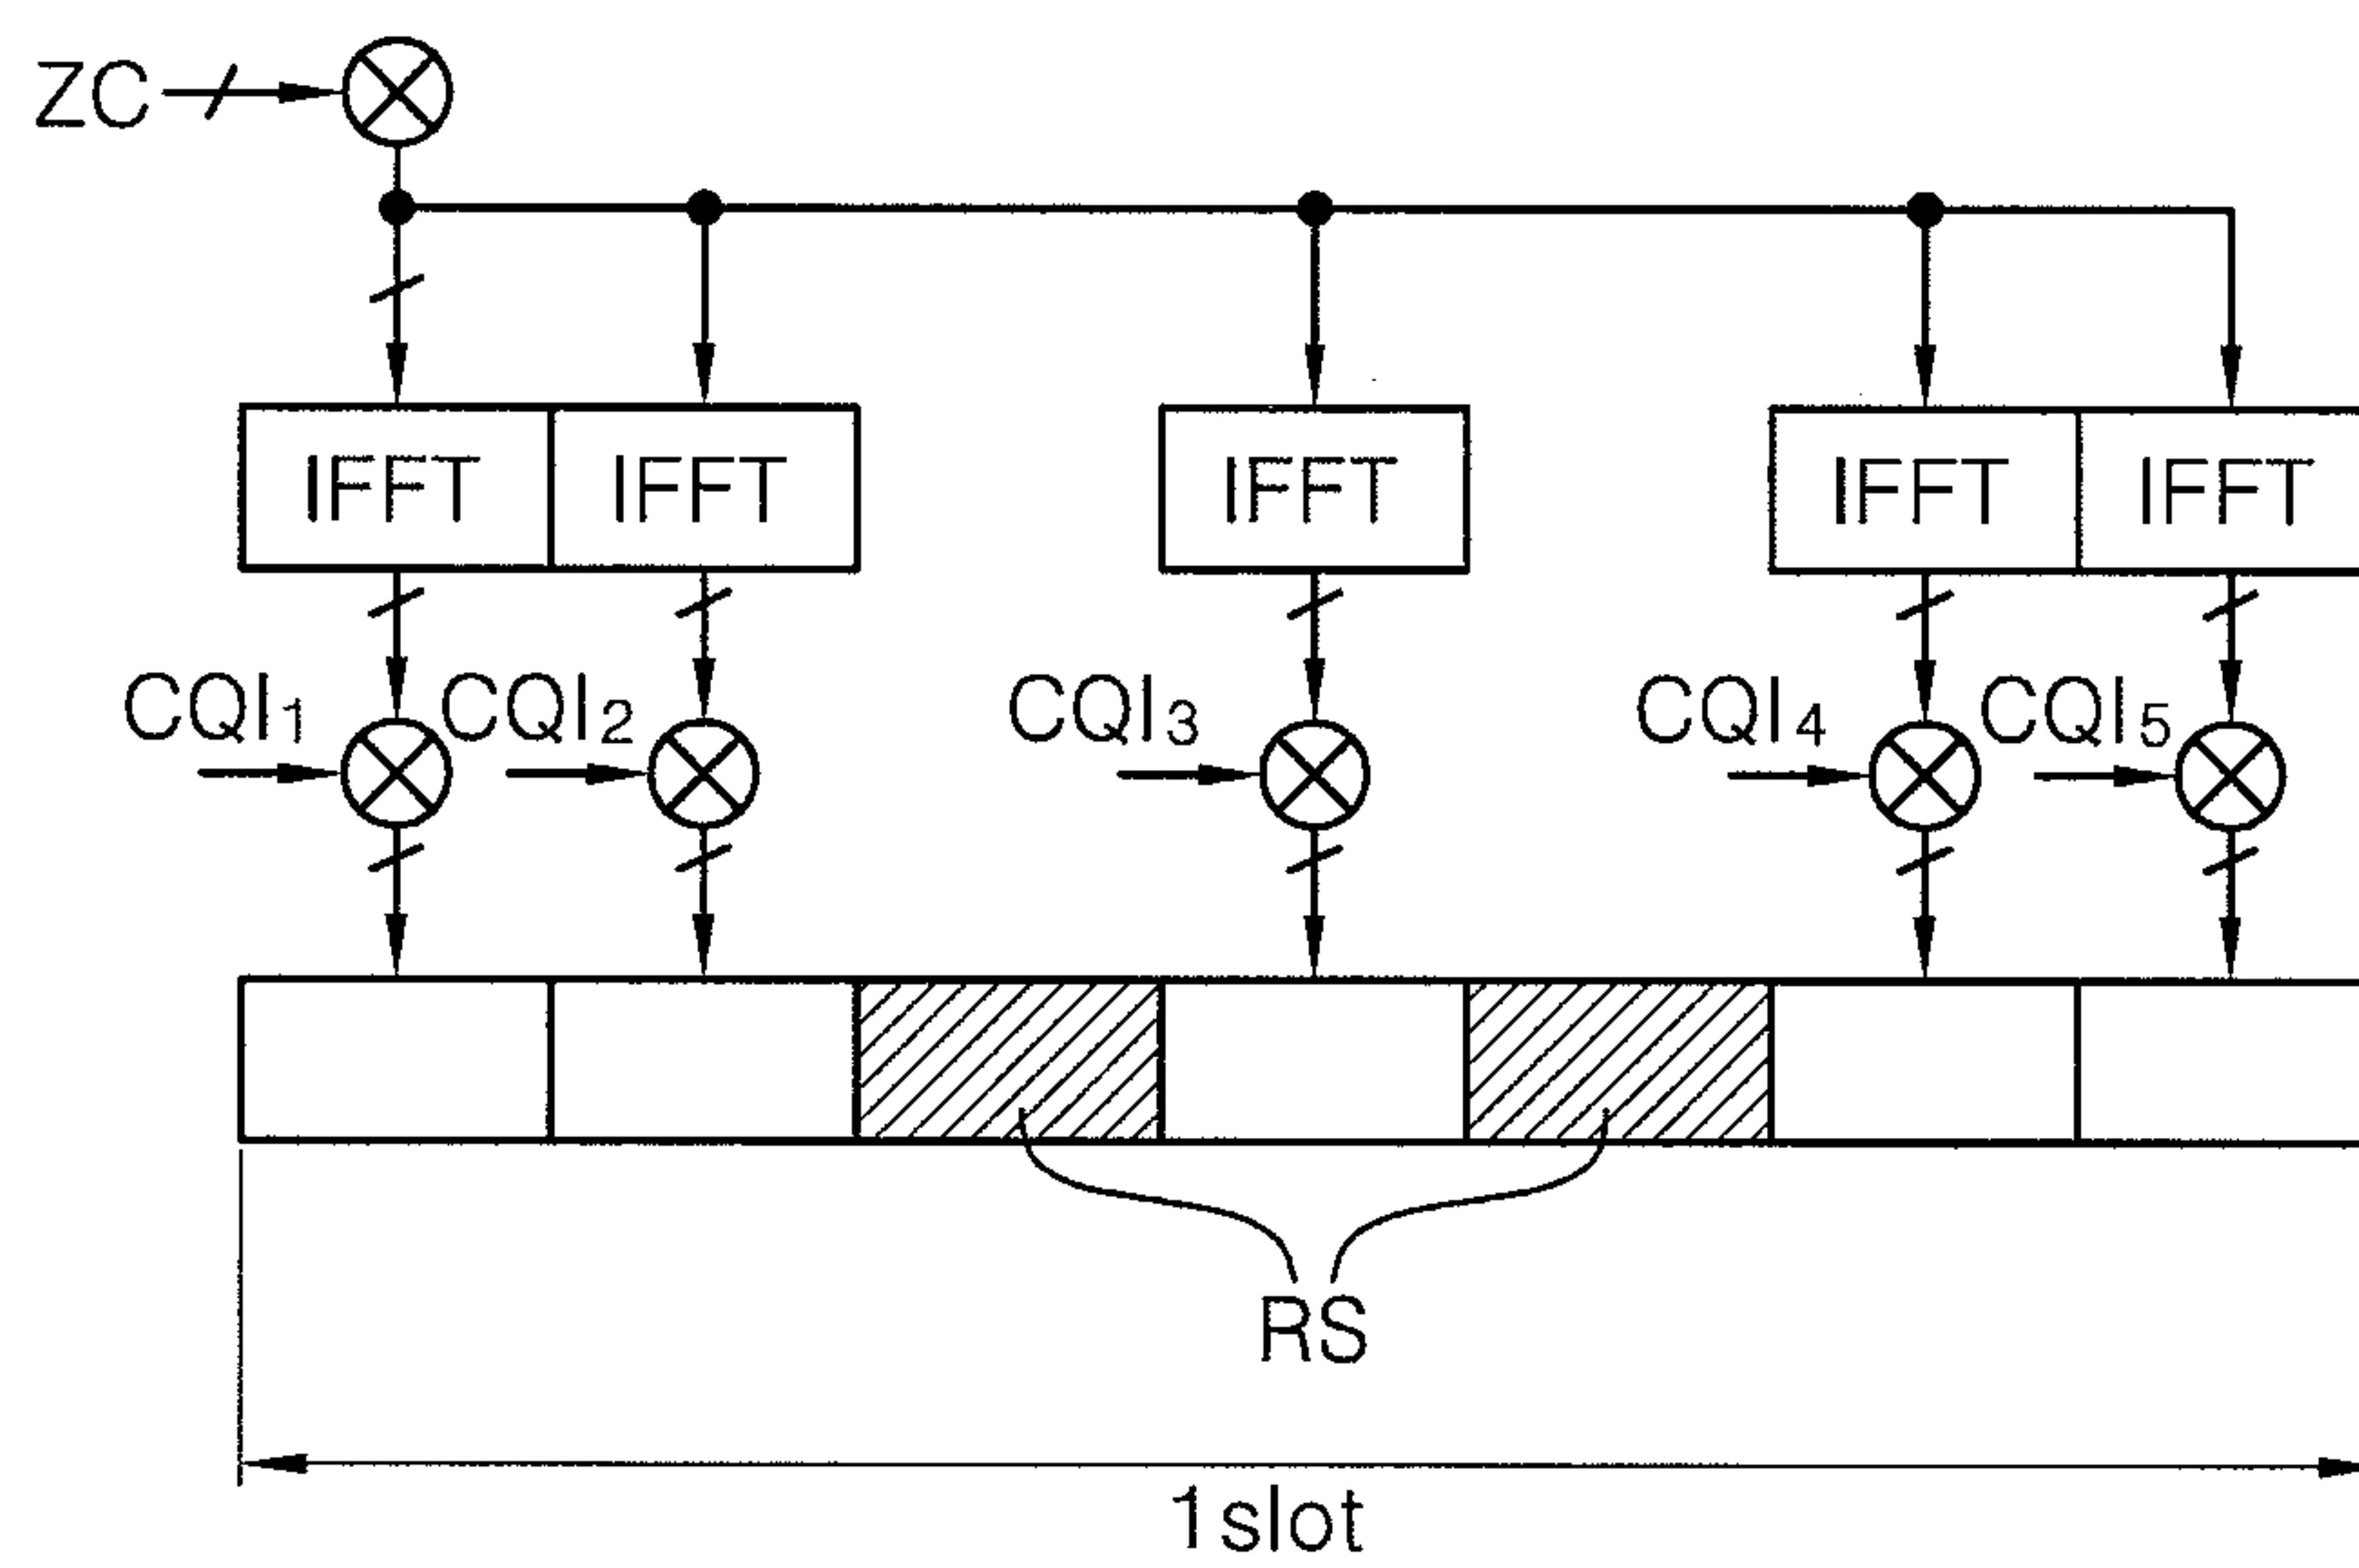 ZC
IFFT IFFT IFFT IFFT IFFT
CQI1 CQI2 CQI3 CQI4 CQI5
RS
1slot